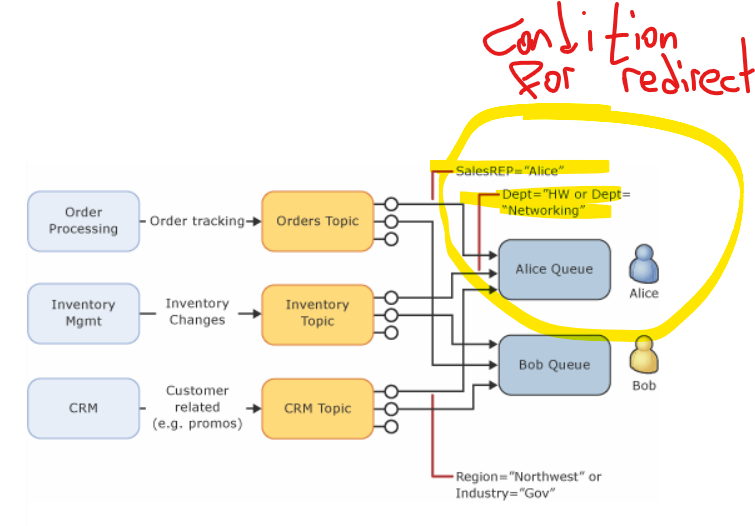 Condition
for redirect
SalesREP="Alice"
Dept="HW or Dept=
"Networking"
Order
Processing
Order tracking
Orders Topic
Alice Queue
Alice
Inventory
Mgmt
Inventory
Changes
Inventory
Topic
Bob Queue
Bob
CRM
Customer
related
(e.g. promos)
CRM Topic
Region="Northwest" or
Industry="Gov"